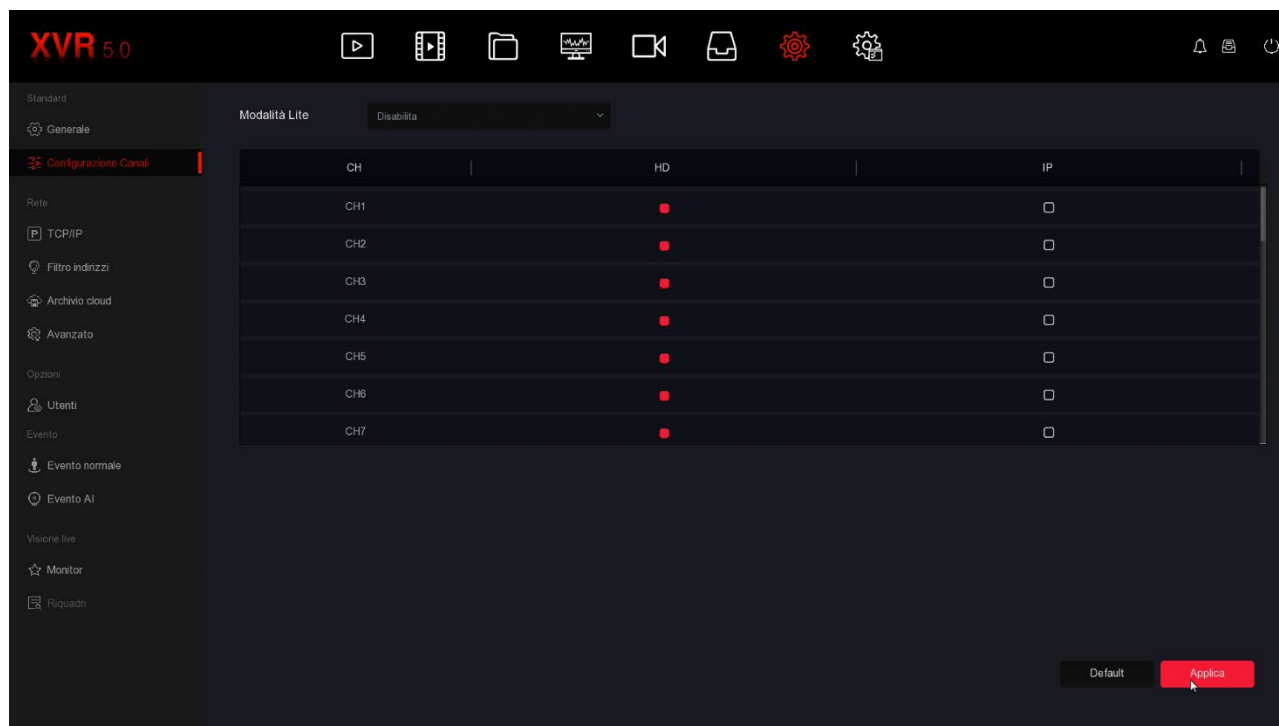 XVR 5.0
Standard
Generale
Configurazione Canali
Rete
TCP/IP
Filtro indirizzi
Archivio cloud
Avanzato
Opzioni
Utenti
Evento
Evento normale
Evento AI
Visione live
Monitor
Riquadri
Modalità Lite Disabilita
CH HD IP
CH1
CH2
CH3
CH4
CH5
CH6
CH7
Default Applica